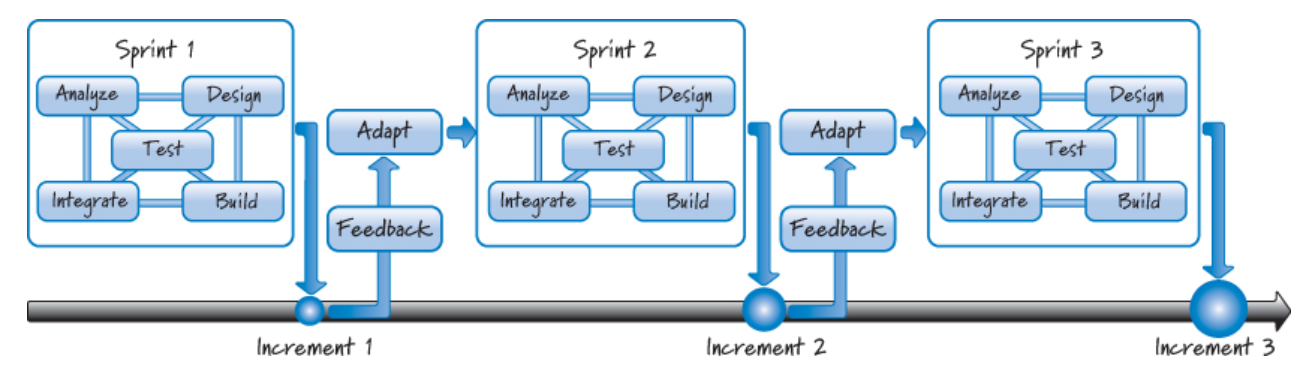 Sprint 1
Analyze
Design
Test
Integrate
Build
Adapt
Feedback
Increment 1
Sprint 2
Analyze
Design
Test
Integrate
Build
Adapt
Feedback
Increment 2
Sprint 3
Analyze
Design
Test
Integrate
Build
Increment 3